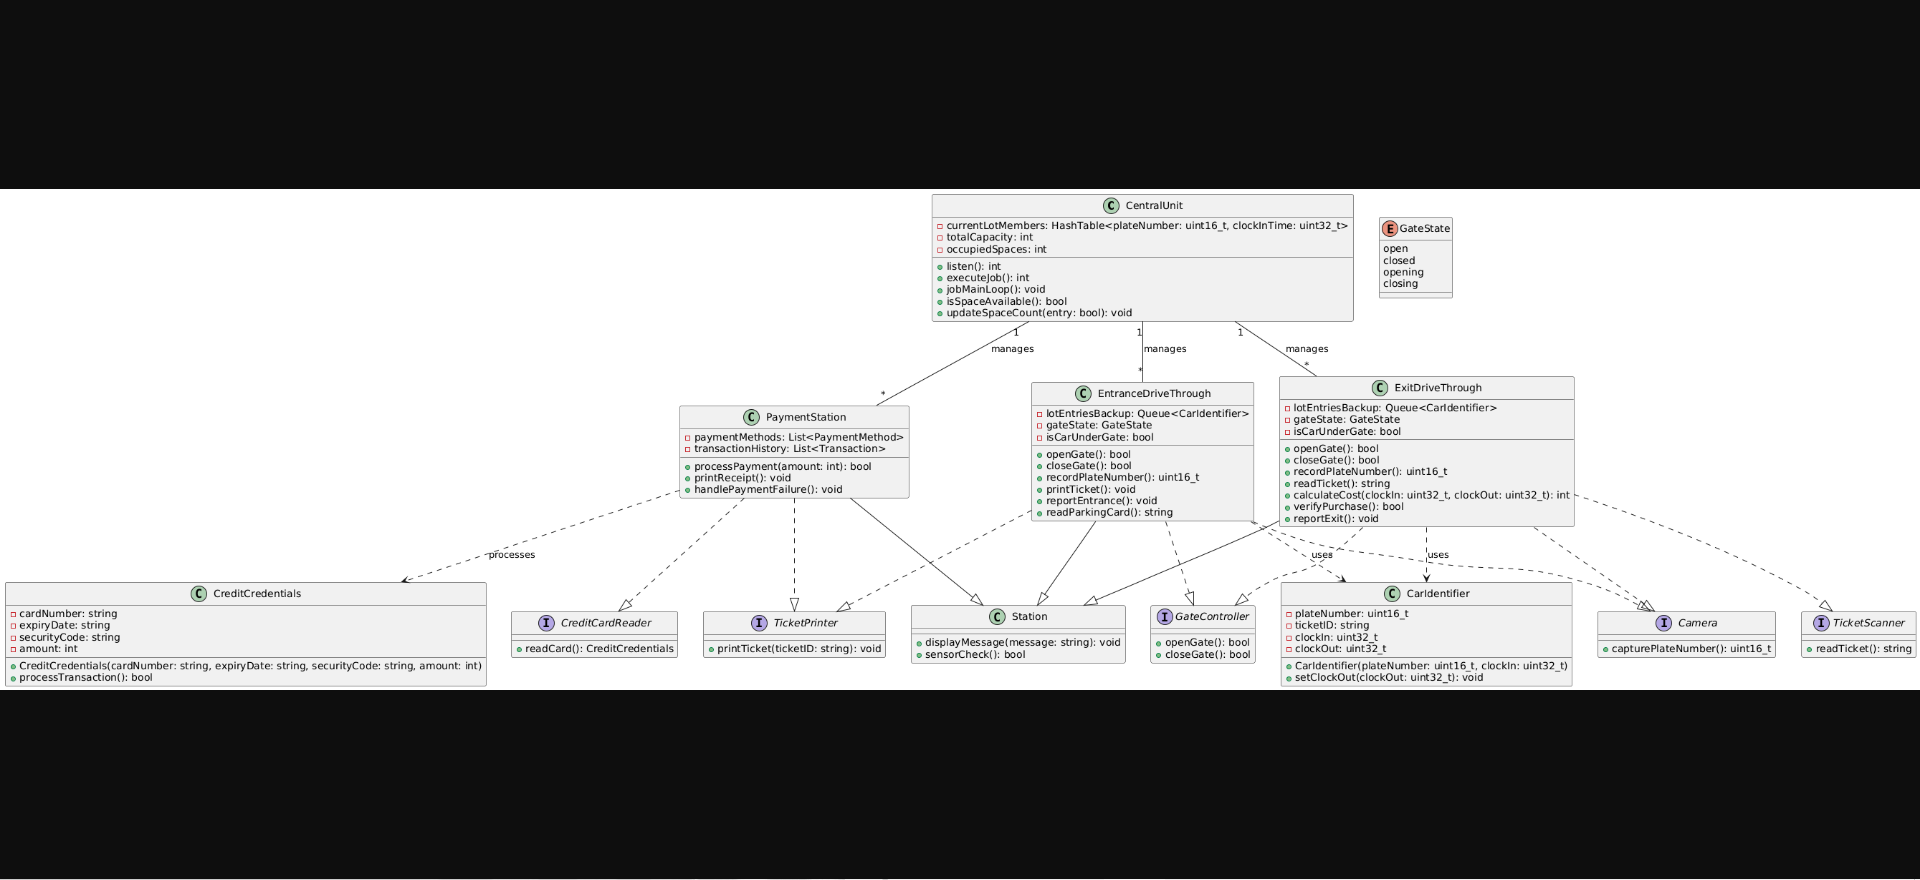 CentralUnit
currentLotMembers: HashTable<plateNumber: uint16_t, clockInTime: uint32_t>
totalCapacity: int
occupiedSpaces: int
listen(): int
executeJob(): int
jobMainLoop(): void
isSpaceAvailable(): bool
updateSpaceCount(entry: bool): void
GateState
open
closed
opening
closing
1
manages
*
1
manages
*
1
manages
*
PaymentStation
paymentMethods: List<PaymentMethod>
transactionHistory: List<Transaction>
processPayment(amount: int): bool
printReceipt(): void
handlePaymentFailure(): void
EntranceDriveThrough
lotEntriesBackup: Queue<CarIdentifier>
gateState: GateState
isCarUnderGate: bool
openGate(): bool
closeGate(): bool
recordPlateNumber(): uint16_t
printTicket(): void
reportEntrance(): void
readParkingCard(): string
ExitDriveThrough
lotEntriesBackup: Queue<CarIdentifier>
gateState: GateState
isCarUnderGate: bool
openGate(): bool
closeGate(): bool
recordPlateNumber(): uint16_t
readTicket(): string
calculateCost(clockIn: uint32_t, clockOut: uint32_t): int
verifyPurchase(): bool
reportExit(): void
processes
uses
uses
CreditCredentials
cardNumber: string
expiryDate: string
securityCode: string
amount: int
CreditCredentials(cardNumber: string, expiryDate: string, securityCode: string, amount: int)
processTransaction(): bool
CreditCardReader
readCard(): CreditCredentials
TicketPrinter
printTicket(ticketID: string): void
Station
displayMessage(message: string): void
sensorCheck(): bool
GateController
openGate(): bool
closeGate(): bool
CarIdentifier
plateNumber: uint16_t
ticketID: string
clockIn: uint32_t
clockOut: uint32_t
CarIdentifier(plateNumber: uint16_t, clockIn: uint32_t)
setClockOut(clockOut: uint32_t): void
Camera
capturePlateNumber(): uint16_t
TicketScanner
readTicket(): string